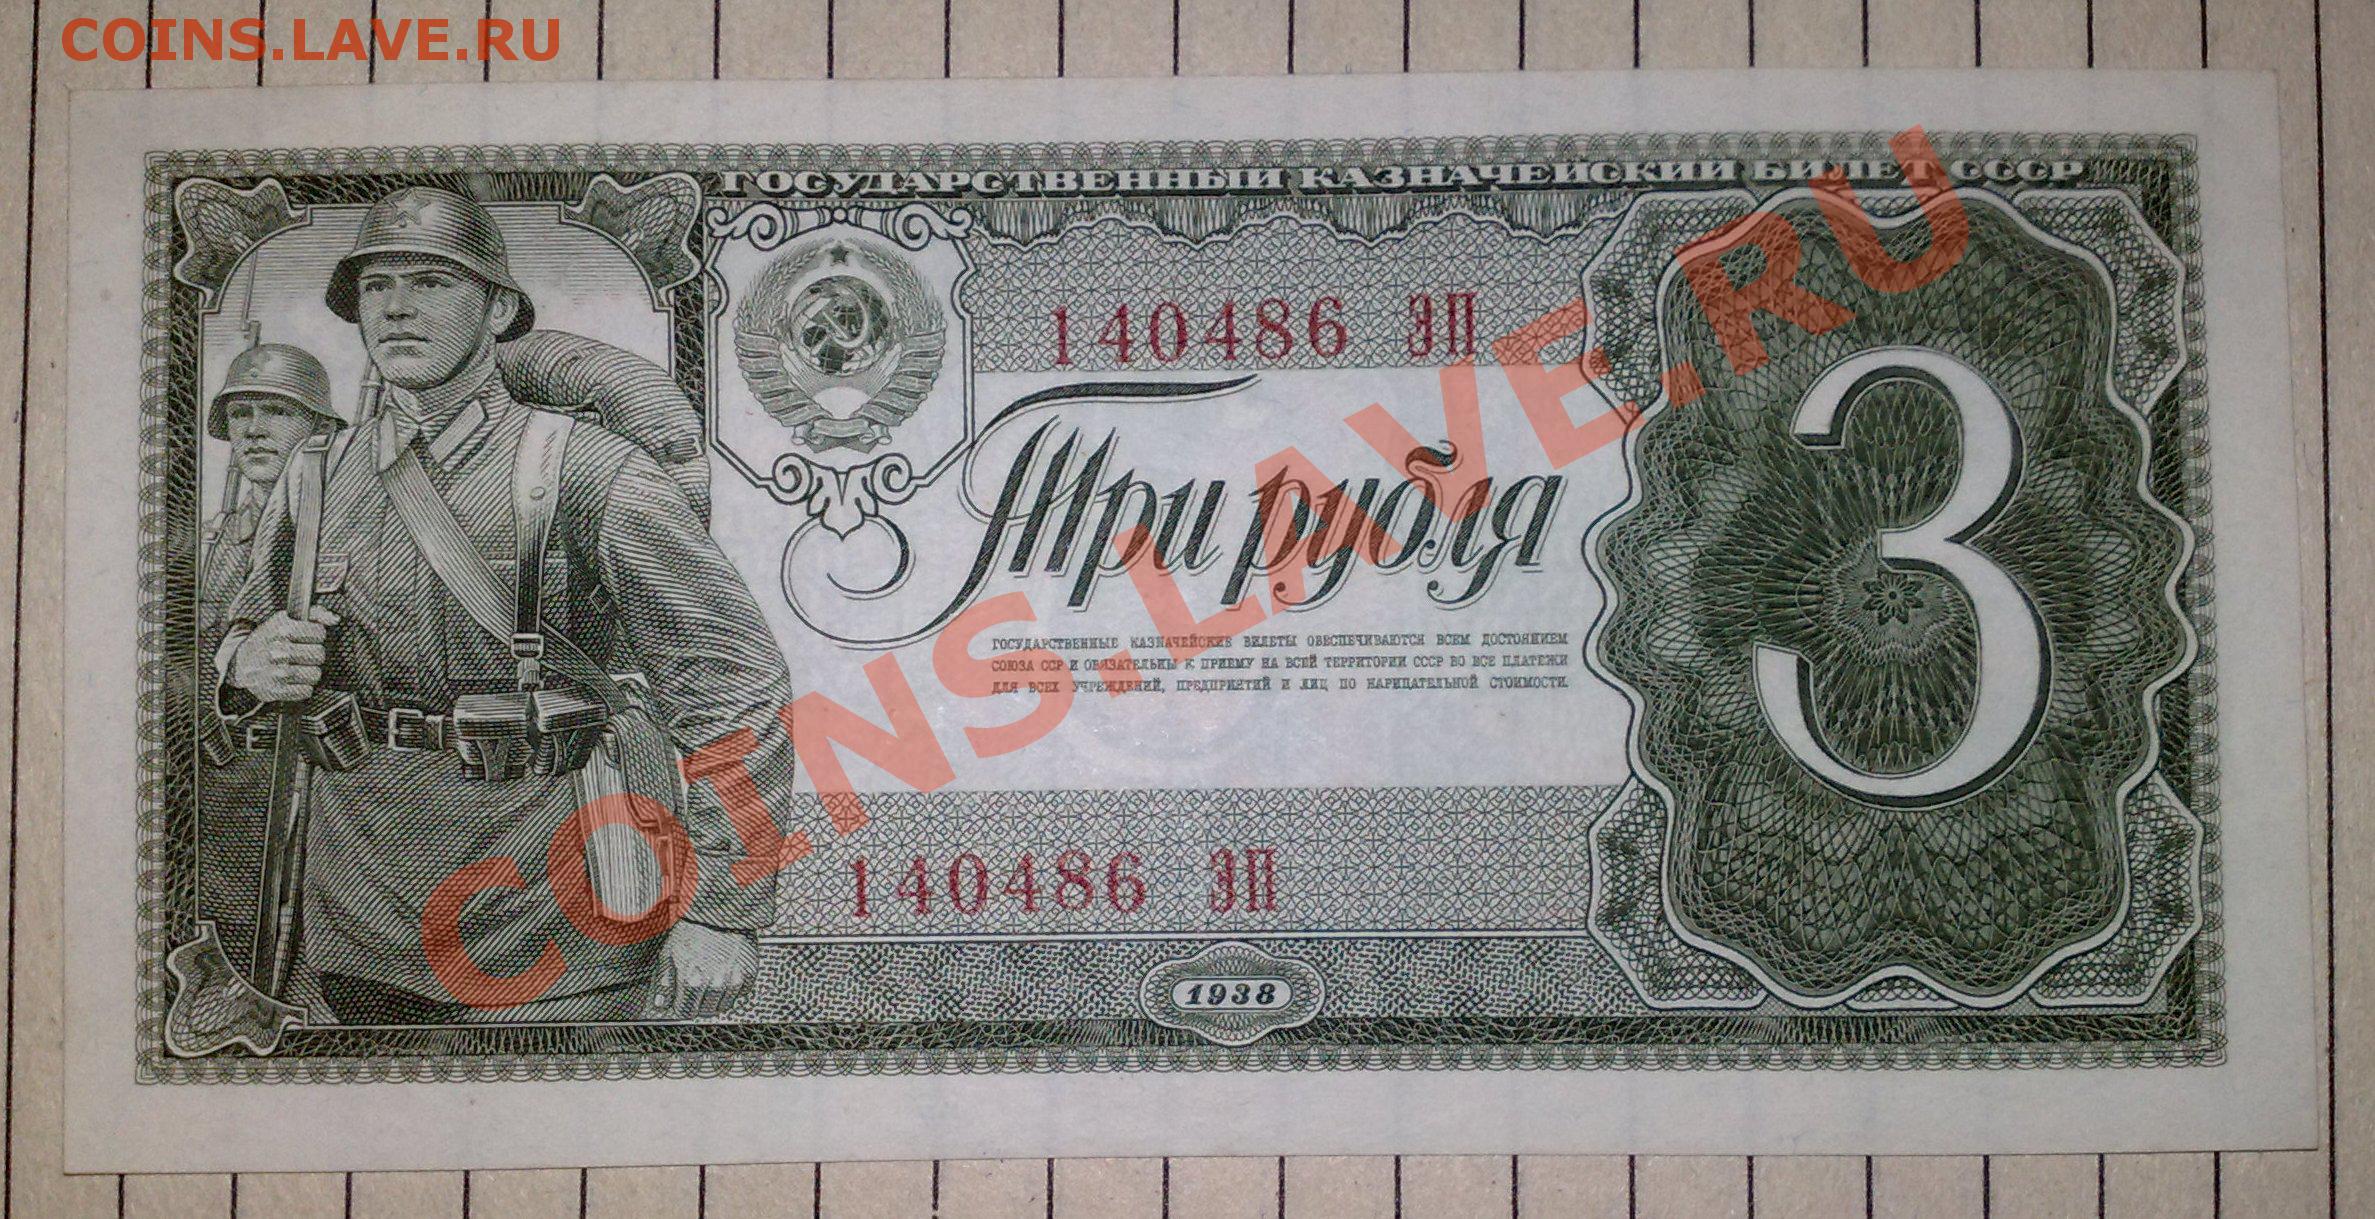 COINS.LAVE.RU
ГОСУДАРСТВЕННЫЙ КАЗНАЧЕЙСКИЙ БИЛЕТ СССР
140486 ЭП
Три рубля
3
ГОСУДАРСТВЕННЫЕ КАЗНАЧЕЙСКИЕ БИЛЕТЫ ОБЕСПЕЧИВАЮТСЯ ВСЕМ ДОСТОЯНИЕМ
СОЮЗА ССР И ОБЯЗАТЕЛЬНЫ К ПРИЕМУ НА ВСЕЙ ТЕРРИТОРИИ СССР ВО ВСЕ ПЛАТЕЖИ
ДЛЯ ВСЕХ УЧРЕЖДЕНИЙ, ПРЕДПРИЯТИЙ И ЛИЦ ПО НАРИЦАТЕЛЬНОЙ СТОИМОСТИ.
COINS.LAVE.RU
140486 ЭП
1938